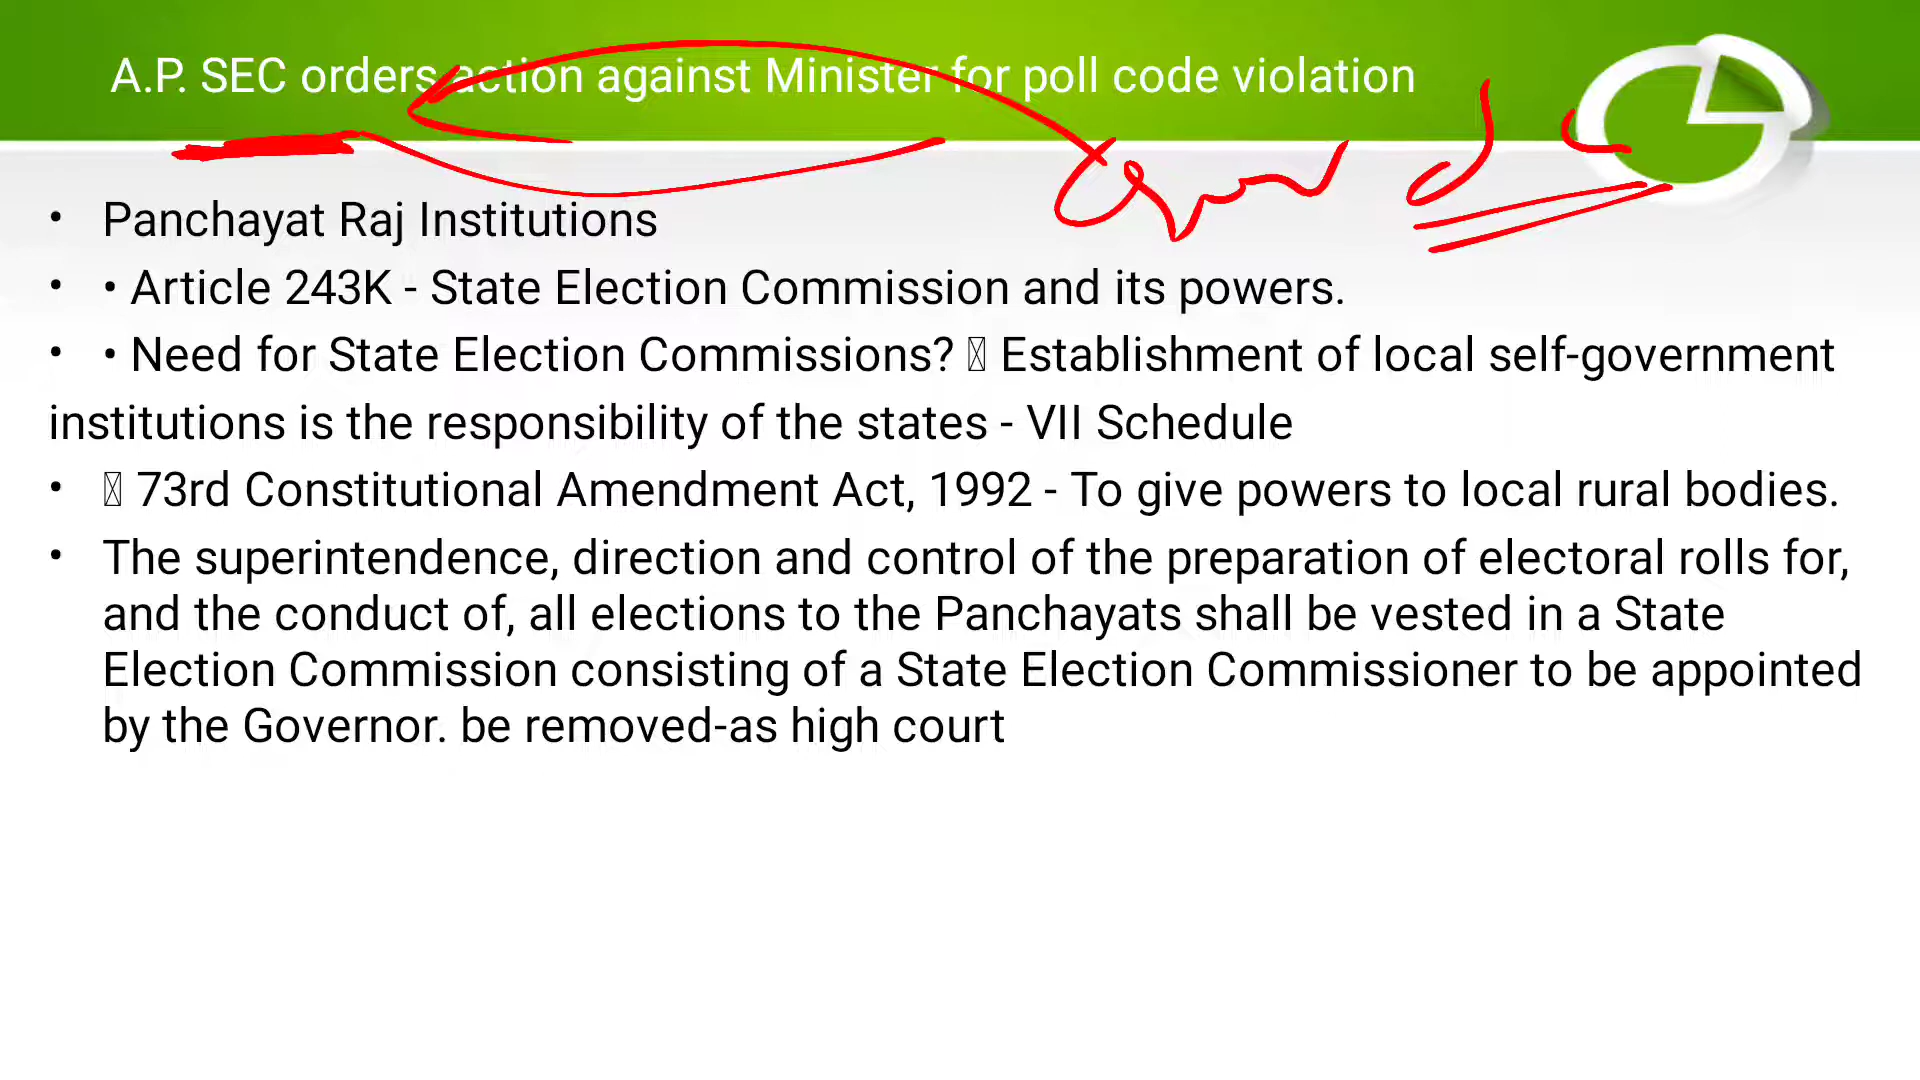 A.P. SEC orders action against Minister for poll code violation
• Panchayat Raj Institutions
• • Article 243K - State Election Commission and its powers.
• • Need for State Election Commissions? Establishment of local self-government
institutions is the responsibility of the states - VII Schedule
• 73rd Constitutional Amendment Act, 1992 - To give powers to local rural bodies.
• The superintendence, direction and control of the preparation of electoral rolls for,
and the conduct of, all elections to the Panchayats shall be vested in a State
Election Commission consisting of a State Election Commissioner to be appointed
by the Governor. be removed-as high court